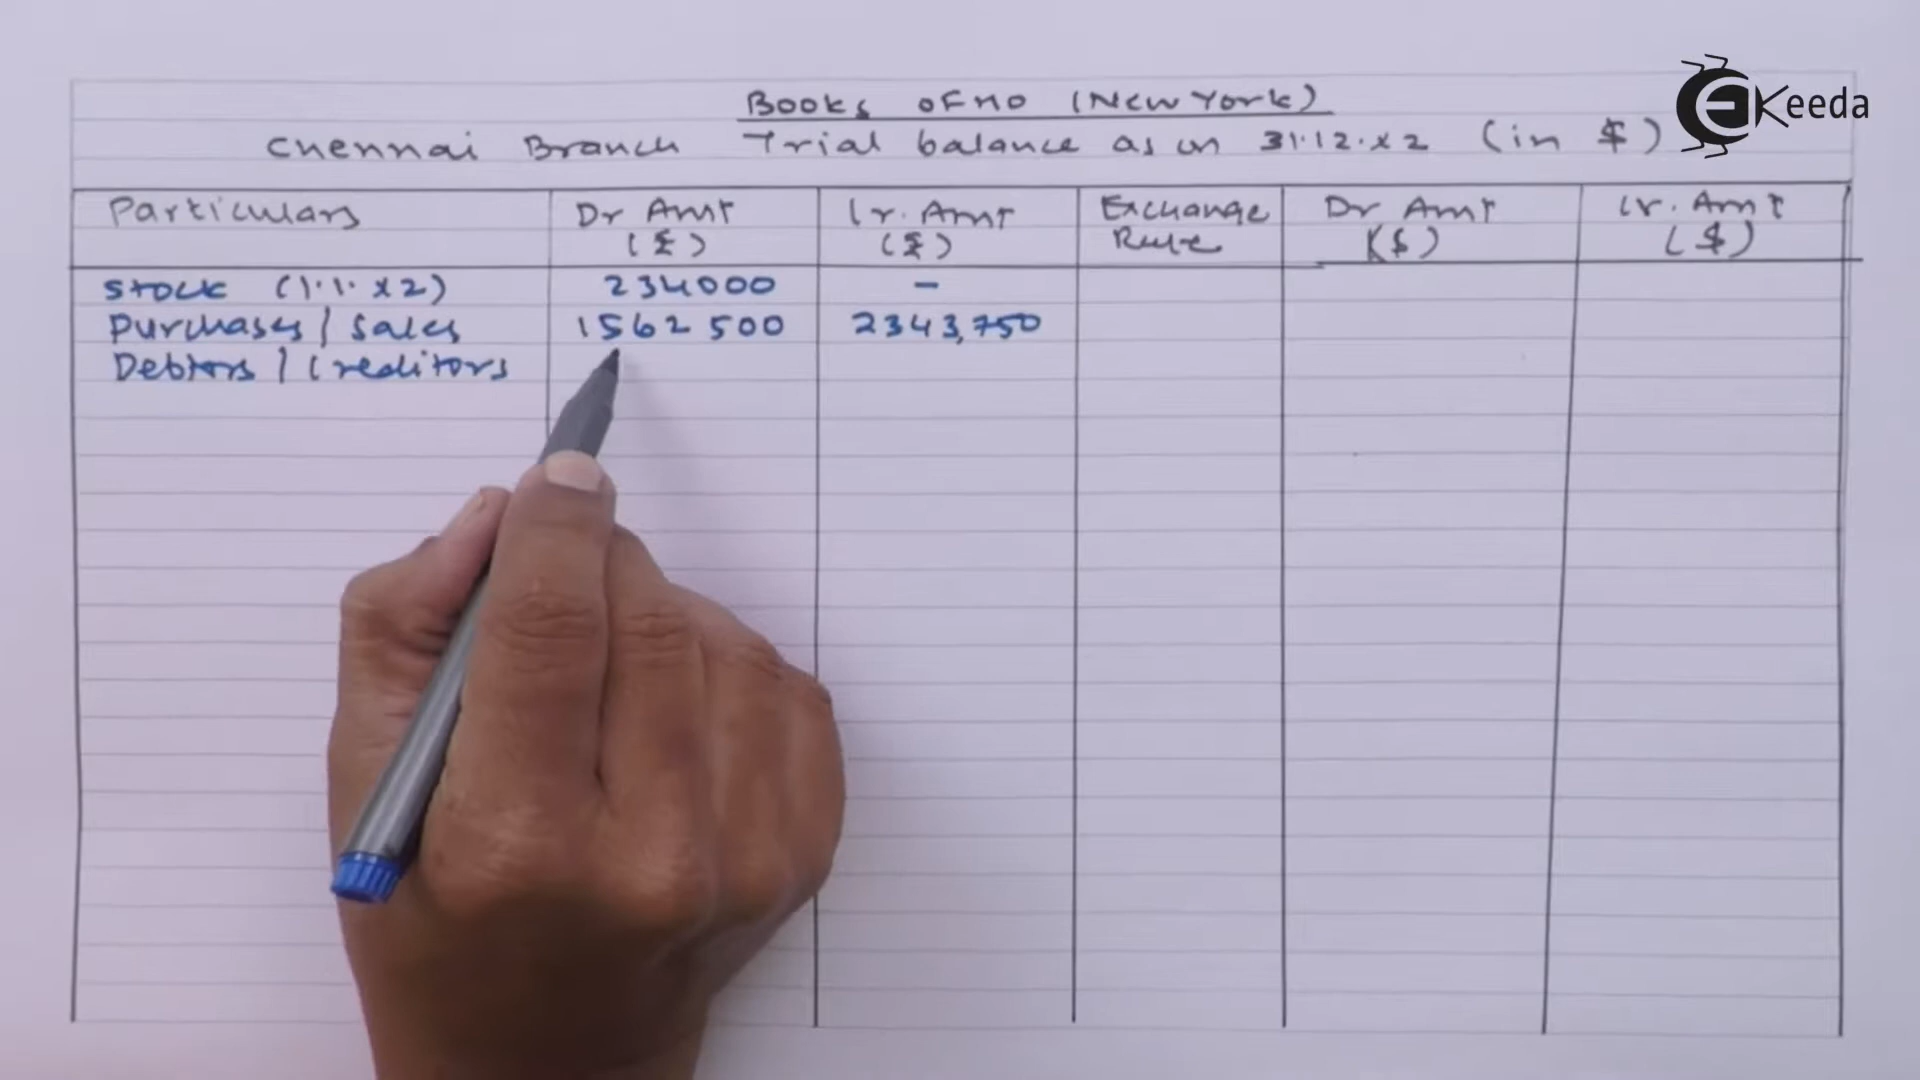 Books of HO (New York)
EKeeda
Chennai Branch Trial balance as on 31.12.x2 (in $)
Particulars Dr Amt (₹) Cr. Amt (₹) Exchange Rate Dr Amt ($) Cr. Amt ($)
Stock (1.1.x2) 234000 -
Purchases / Sales 1562500 2343,750
Debtors / Creditors